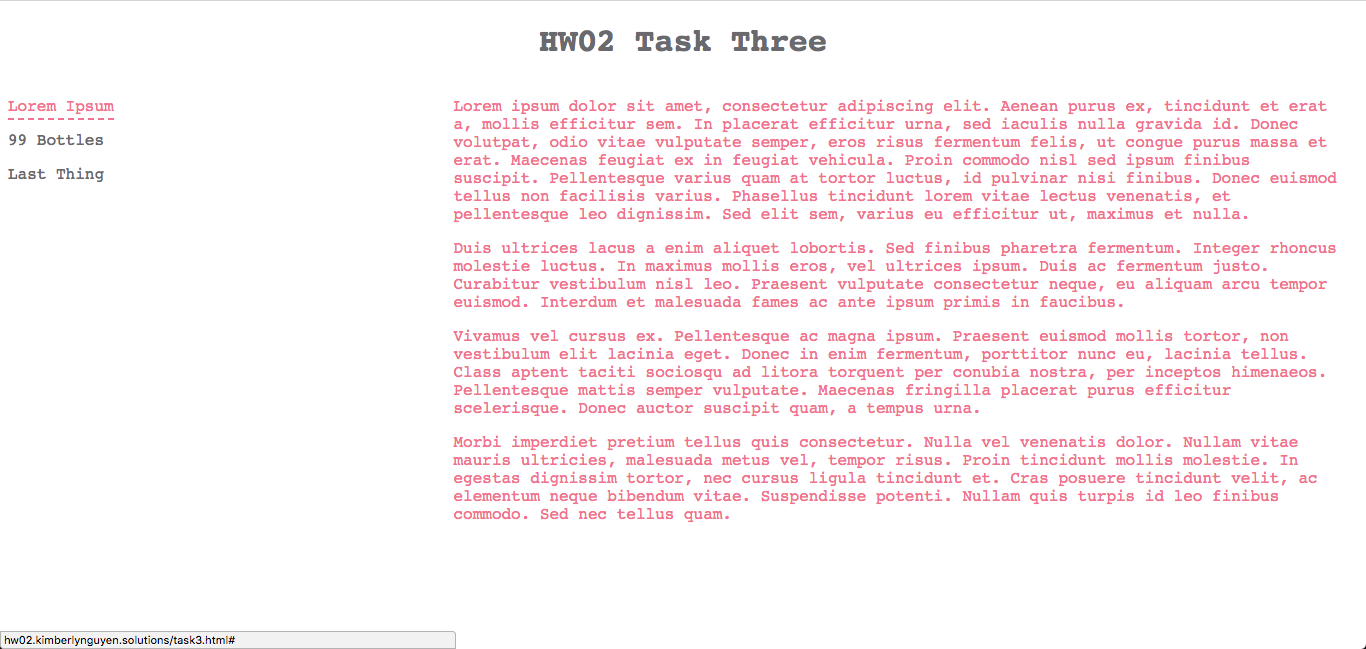 HW02 Task Three
Lorem Ipsum
99 Bottles
Last Thing
Lorem ipsum dolor sit amet, consectetur adipiscing elit. Aenean purus ex, tincidunt et erat
a, mollis efficitur sem. In placerat efficitur urna, sed iaculis nulla gravida id. Donec
volutpat, odio vitae vulputate semper, eros risus fermentum felis, ut congue purus massa et
erat. Maecenas feugiat ex in feugiat vehicula. Proin commodo nisl sed ipsum finibus
suscipit. Pellentesque varius quam at tortor luctus, id pulvinar nisi finibus. Donec euismod
tellus non facilisis varius. Phasellus tincidunt lorem vitae lectus venenatis, et
pellentesque leo dignissim. Sed elit sem, varius eu efficitur ut, maximus et nulla.
Duis ultrices lacus a enim aliquet lobortis. Sed finibus pharetra fermentum. Integer rhoncus
molestie luctus. In maximus mollis eros, vel ultrices ipsum. Duis ac fermentum justo.
Curabitur vestibulum nisl leo. Praesent vulputate consectetur neque, eu aliquam arcu tempor
euismod. Interdum et malesuada fames ac ante ipsum primis in faucibus.
Vivamus vel cursus ex. Pellentesque ac magna ipsum. Praesent euismod mollis tortor, non
vestibulum elit lacinia eget. Donec in enim fermentum, porttitor nunc eu, lacinia tellus.
Class aptent taciti sociosqu ad litora torquent per conubia nostra, per inceptos himenaeos.
Pellentesque mattis semper vulputate. Maecenas fringilla placerat purus efficitur
scelerisque. Donec auctor suscipit quam, a tempus urna.
Morbi imperdiet pretium tellus quis consectetur. Nulla vel venenatis dolor. Nullam vitae
mauris ultricies, malesuada metus vel, tempor risus. Proin tincidunt mollis molestie. In
egestas dignissim tortor, nec cursus ligula tincidunt et. Cras posuere tincidunt velit, ac
elementum neque bibendum vitae. Suspendisse potenti. Nullam quis turpis id leo finibus
commodo. Sed nec tellus quam.
hw02.kimberlynguyen.solutions/task3.html#